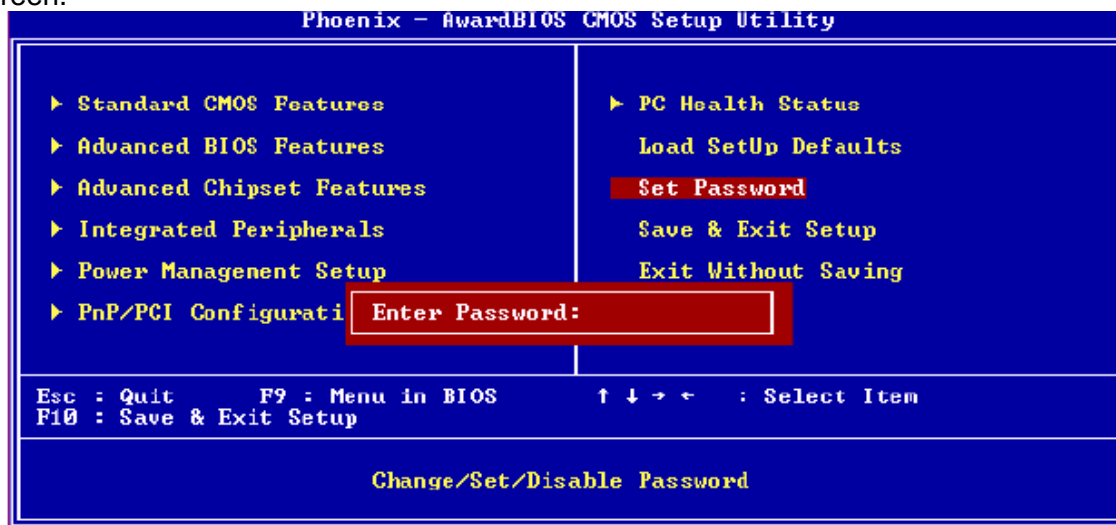 Phoenix - AwardBIOS CMOS Setup Utility
► Standard CMOS Features
► Advanced BIOS Features
► Advanced Chipset Features
► Integrated Peripherals
► Power Management Setup
► PnP/PCI Configurati
► PC Health Status
Load SetUp Defaults
Set Password
Save & Exit Setup
Exit Without Saving
Enter Password:
Esc : Quit F9 : Menu in BIOS ↑ ↓ → ← : Select Item
F10 : Save & Exit Setup
Change/Set/Disable Password